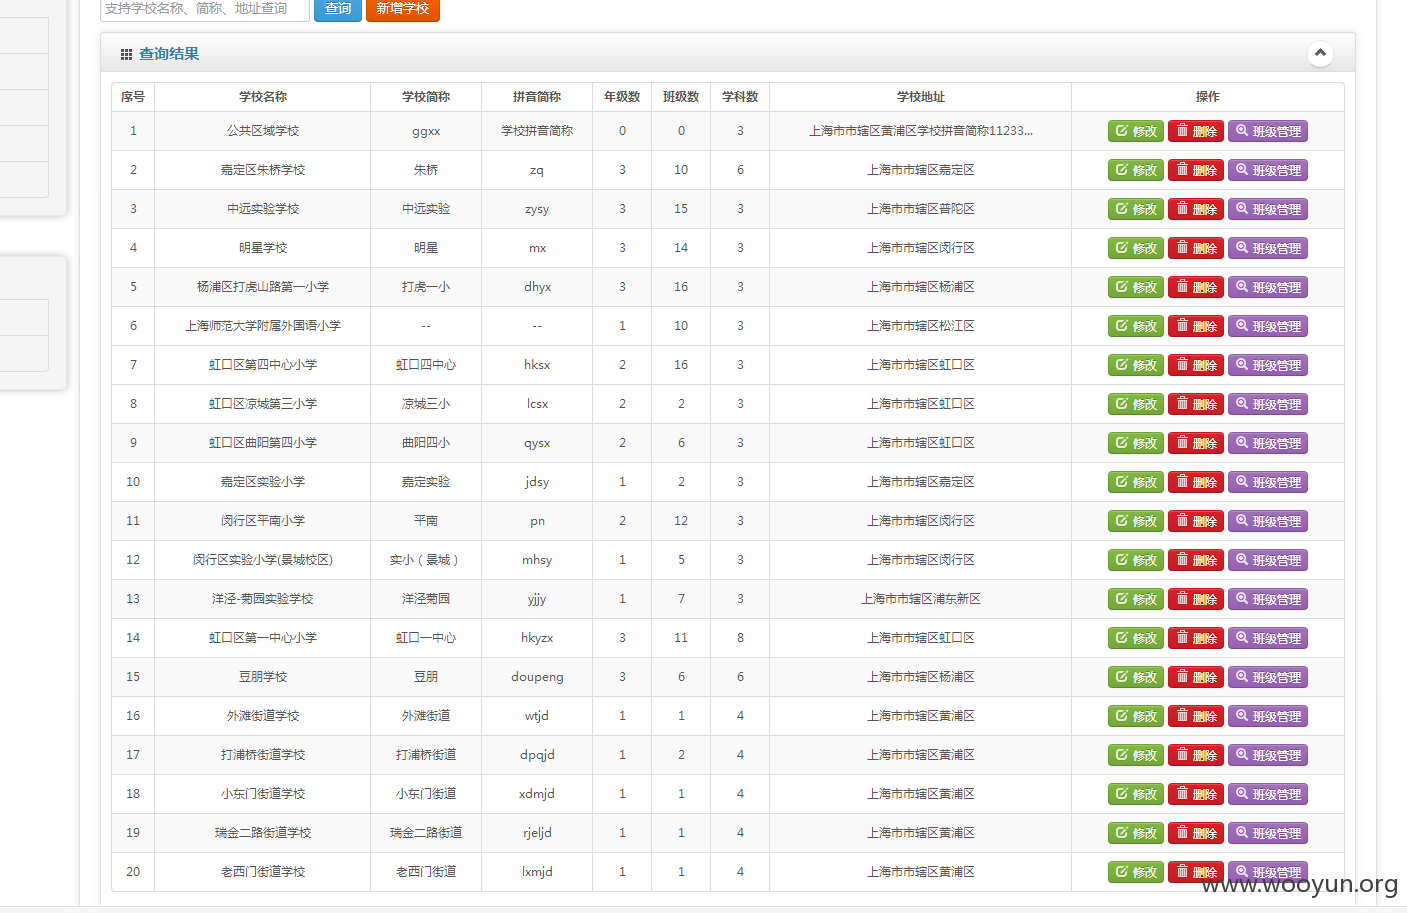 支持学校名称、简称、地址查询 查询 新增学校
查询结果
序号 学校名称 学校简称 拼音简称 年级数 班级数 学科数 学校地址 操作
1 公共区域学校 ggxx 学校拼音简称 0 0 3 上海市市辖区黄浦区学校拼音简称11233... 修改 删除 班级管理
2 嘉定区朱桥学校 朱桥 zq 3 10 6 上海市市辖区嘉定区 修改 删除 班级管理
3 中远实验学校 中远实验 zysy 3 15 3 上海市市辖区普陀区 修改 删除 班级管理
4 明星学校 明星 mx 3 14 3 上海市市辖区闵行区 修改 删除 班级管理
5 杨浦区打虎山路第一小学 打虎一小 dhyx 3 16 3 上海市市辖区杨浦区 修改 删除 班级管理
6 上海师范大学附属外国语小学 -- -- 1 10 3 上海市市辖区松江区 修改 删除 班级管理
7 虹口区第四中心小学 虹口四中心 hksx 2 16 3 上海市市辖区虹口区 修改 删除 班级管理
8 虹口区凉城第三小学 凉城三小 lcsx 2 2 3 上海市市辖区虹口区 修改 删除 班级管理
9 虹口区曲阳第四小学 曲阳四小 qysx 2 6 3 上海市市辖区虹口区 修改 删除 班级管理
10 嘉定区实验小学 嘉定实验 jdsy 1 2 3 上海市市辖区嘉定区 修改 删除 班级管理
11 闵行区平南小学 平南 pn 2 12 3 上海市市辖区闵行区 修改 删除 班级管理
12 闵行区实验小学(景城校区) 实小（景城） mhsy 1 5 3 上海市市辖区闵行区 修改 删除 班级管理
13 洋泾-菊园实验学校 洋泾菊园 yjjy 1 7 3 上海市市辖区浦东新区 修改 删除 班级管理
14 虹口区第一中心小学 虹口一中心 hkyzx 3 11 8 上海市市辖区虹口区 修改 删除 班级管理
15 豆朋学校 豆朋 doupeng 3 6 6 上海市市辖区杨浦区 修改 删除 班级管理
16 外滩街道学校 外滩街道 wtjd 1 1 4 上海市市辖区黄浦区 修改 删除 班级管理
17 打浦桥街道学校 打浦桥街道 dpqjd 1 2 4 上海市市辖区黄浦区 修改 删除 班级管理
18 小东门街道学校 小东门街道 xdmjd 1 1 4 上海市市辖区黄浦区 修改 删除 班级管理
19 瑞金二路街道学校 瑞金二路街道 rjeljd 1 1 4 上海市市辖区黄浦区 修改 删除 班级管理
20 老西门街道学校 老西门街道 lxmjd 1 1 4 上海市市辖区黄浦区 修改 删除 班级管理
www.wooyun.org